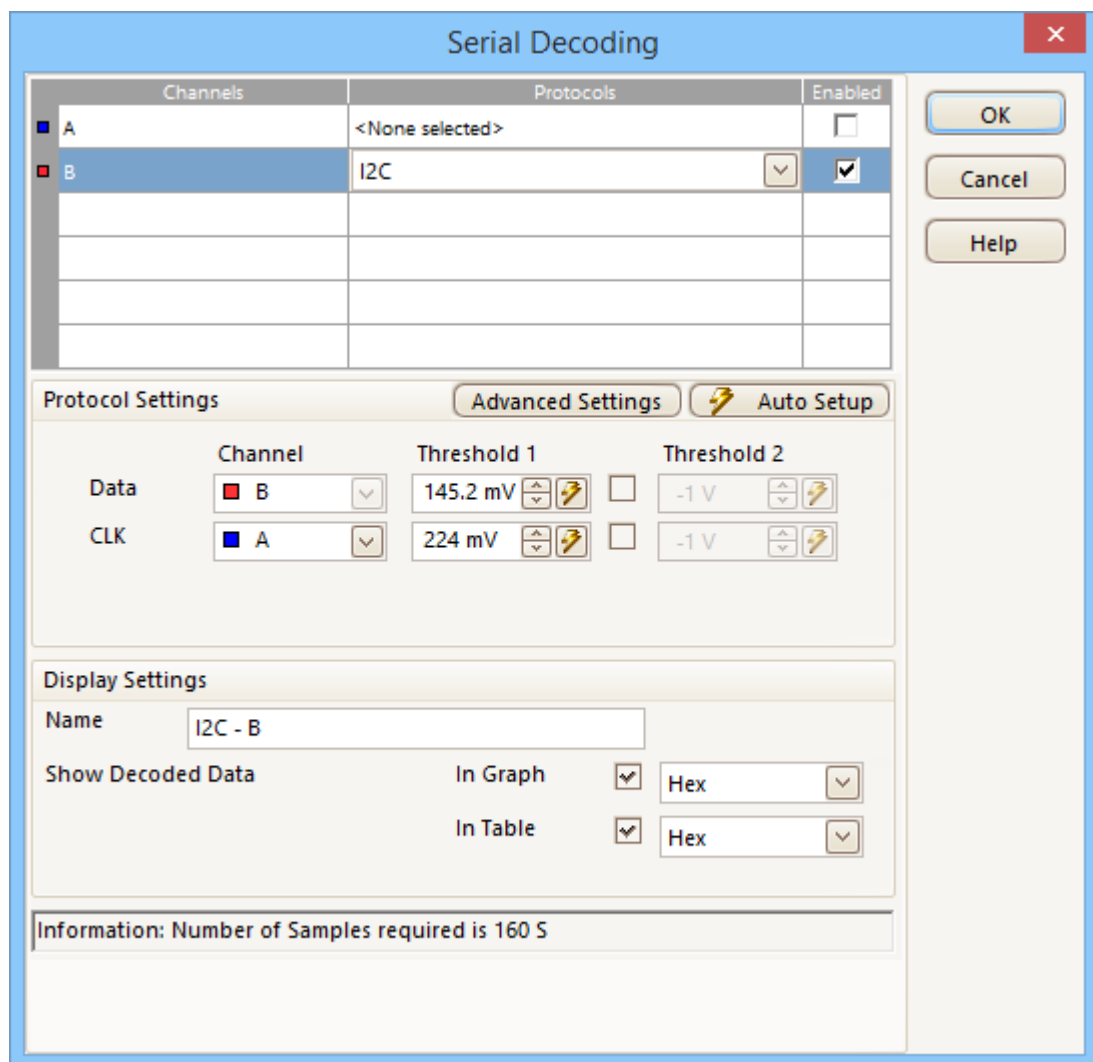 Serial Decoding
Channels Protocols Enabled
OK
A <None selected>
B I2C
Cancel
Help
Protocol Settings Advanced Settings Auto Setup
Channel Threshold 1 Threshold 2
Data B 145.2 mV -1 V
CLK A 224 mV -1 V
Display Settings
Name I2C - B
Show Decoded Data In Graph Hex
In Table Hex
Information: Number of Samples required is 160 S